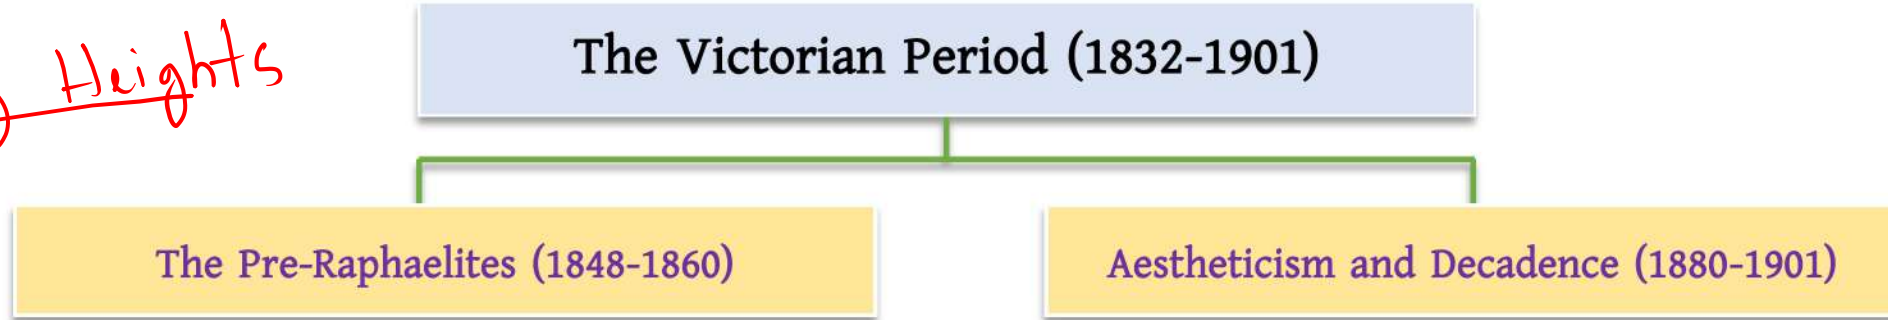 Heights
The Victorian Period (1832-1901)
The Pre-Raphaelites (1848-1860)
Aestheticism and Decadence (1880-1901)